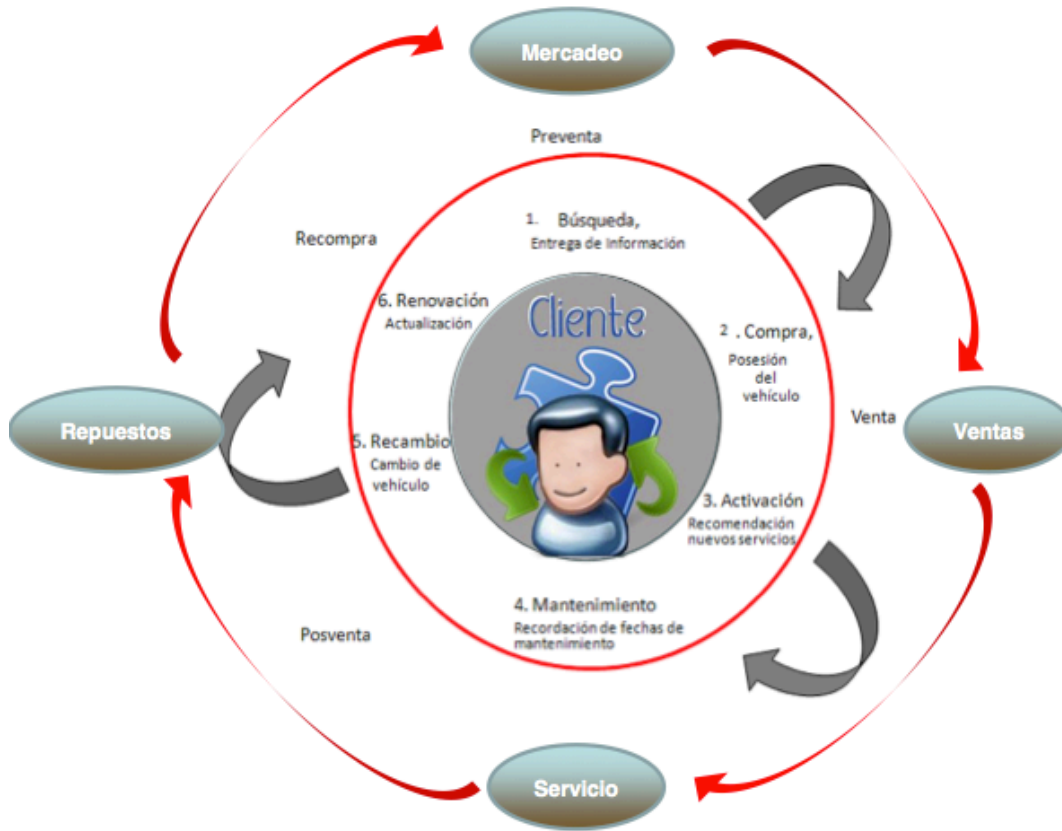 Mercadeo
Preventa
1. Búsqueda,
Entrega de Información
Recompra
6. Renovación
Actualización
Cliente
2 . Compra,
Posesión
del
vehículo
Venta
Ventas
Repuestos
5. Recambio
Cambio de
vehículo
3. Activación
Recomendación
nuevos servicios.
4. Mantenimiento
Recordación de fechas de
mantenimiento
Posventa
Servicio